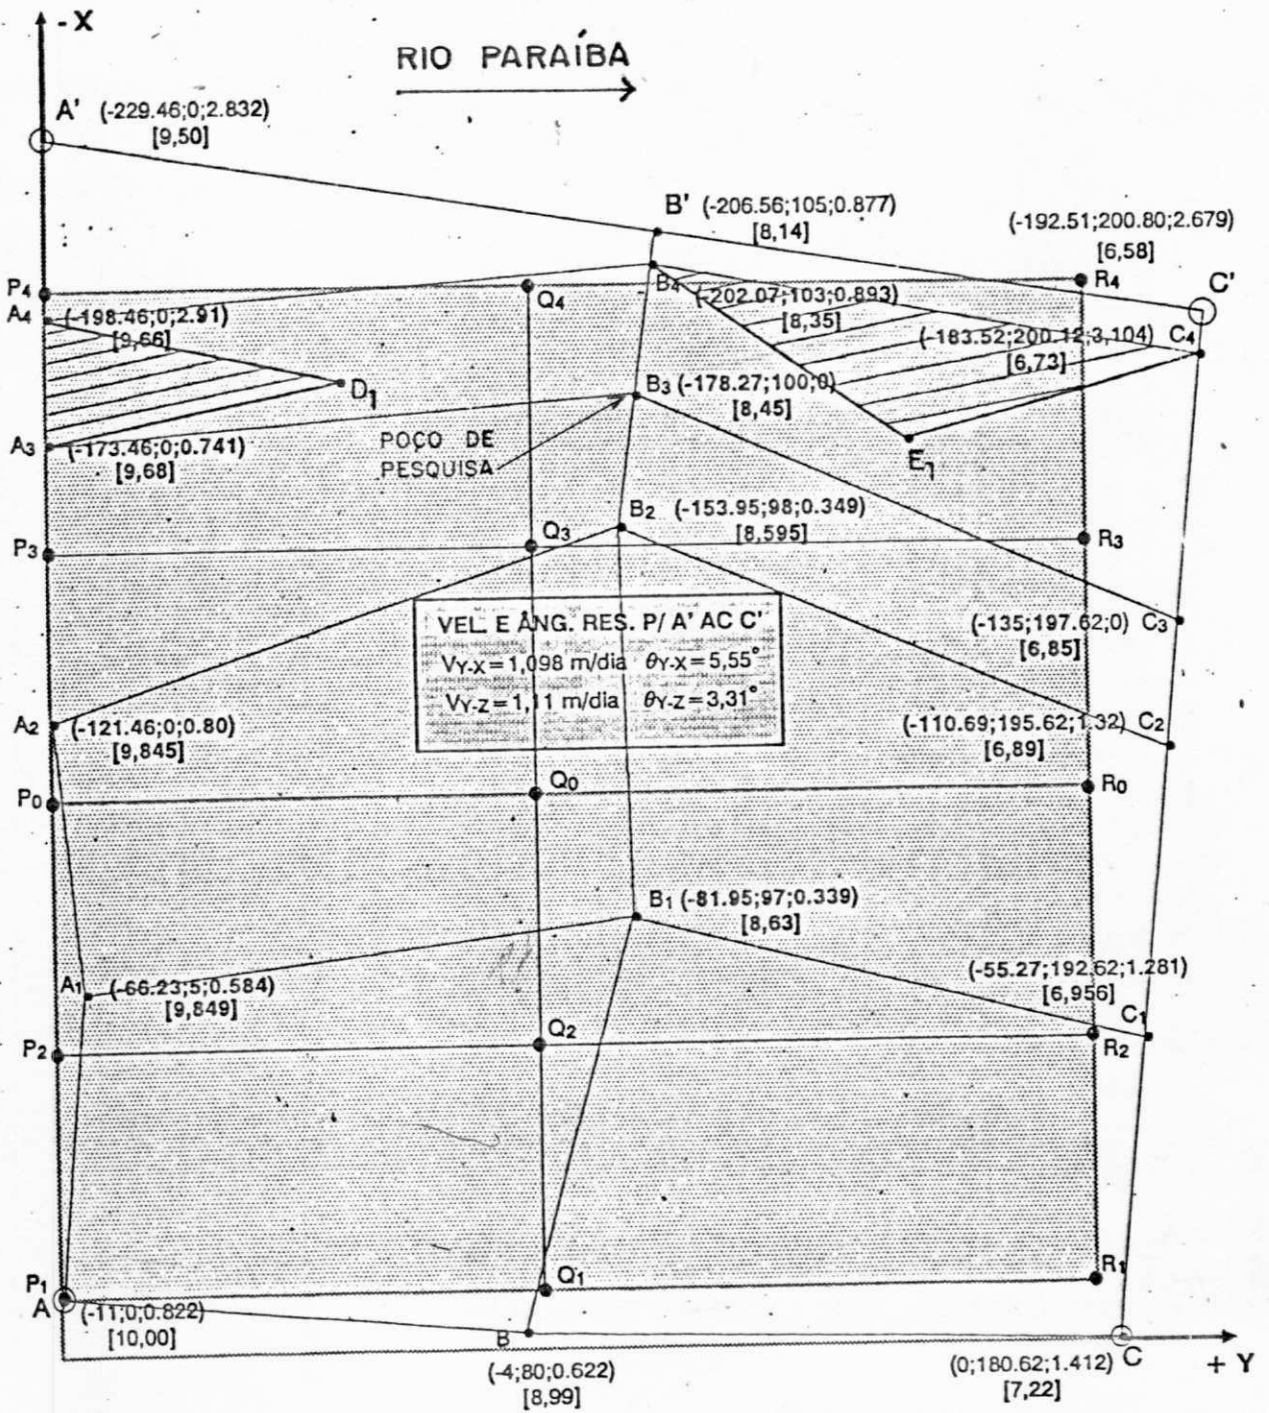 -X
RIO PARAÍBA
A' (-229.46;0;2.832)
[9,50]
B' (-206.56;105;0.877)
[8,14]
(-192.51;200.80;2.679)
[6,58]
P4
Q4
R4
C'
A4 (-198.46;0;2.91)
[9,66]
B4
(-202.07;103;0.893)
[8,35]
(-183.52;200.12;3,104) C4
[6,73]
D1
B3 (-178.27;100;0)
[8,45]
A3 (-173.46;0;0.741)
[9,68]
POÇO DE
PESQUISA
E1
B2 (-153.95;98;0.349)
[8,595]
P3
Q3
R3
VEL. E ÂNG. RES. P/ A' AC C'
VY-X=1,098 m/dia θY-X=5,55°
VY-Z=1,11 m/dia θY-Z=3,31°
(-135;197.62;0) C3
[6,85]
A2 (-121.46;0;0.80)
[9,845]
(-110.69;195.62;1.32) C2
[6,89]
P0
Q0
R0
B1 (-81.95;97;0.339)
[8,63]
A1 (-66.23;5;0.584)
[9,849]
(-55.27;192.62;1.281)
[6,956] C1
P2
Q2
R2
P1
Q1
R1
A (-11;0;0.822)
[10,00]
B
(-4;80;0.622)
[8,99]
(0;180.62;1.412) C
[7,22]
+ Y